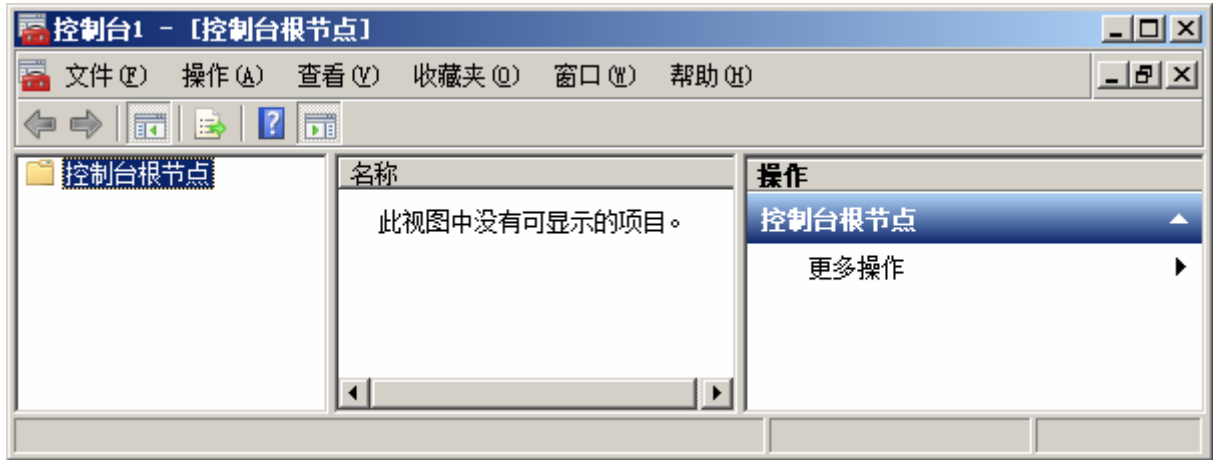 控制台1 - [控制台根节点]
文件(F) 操作(A) 查看(V) 收藏夹(O) 窗口(W) 帮助(H)
控制台根节点
名称
此视图中没有可显示的项目。
操作
控制台根节点
更多操作